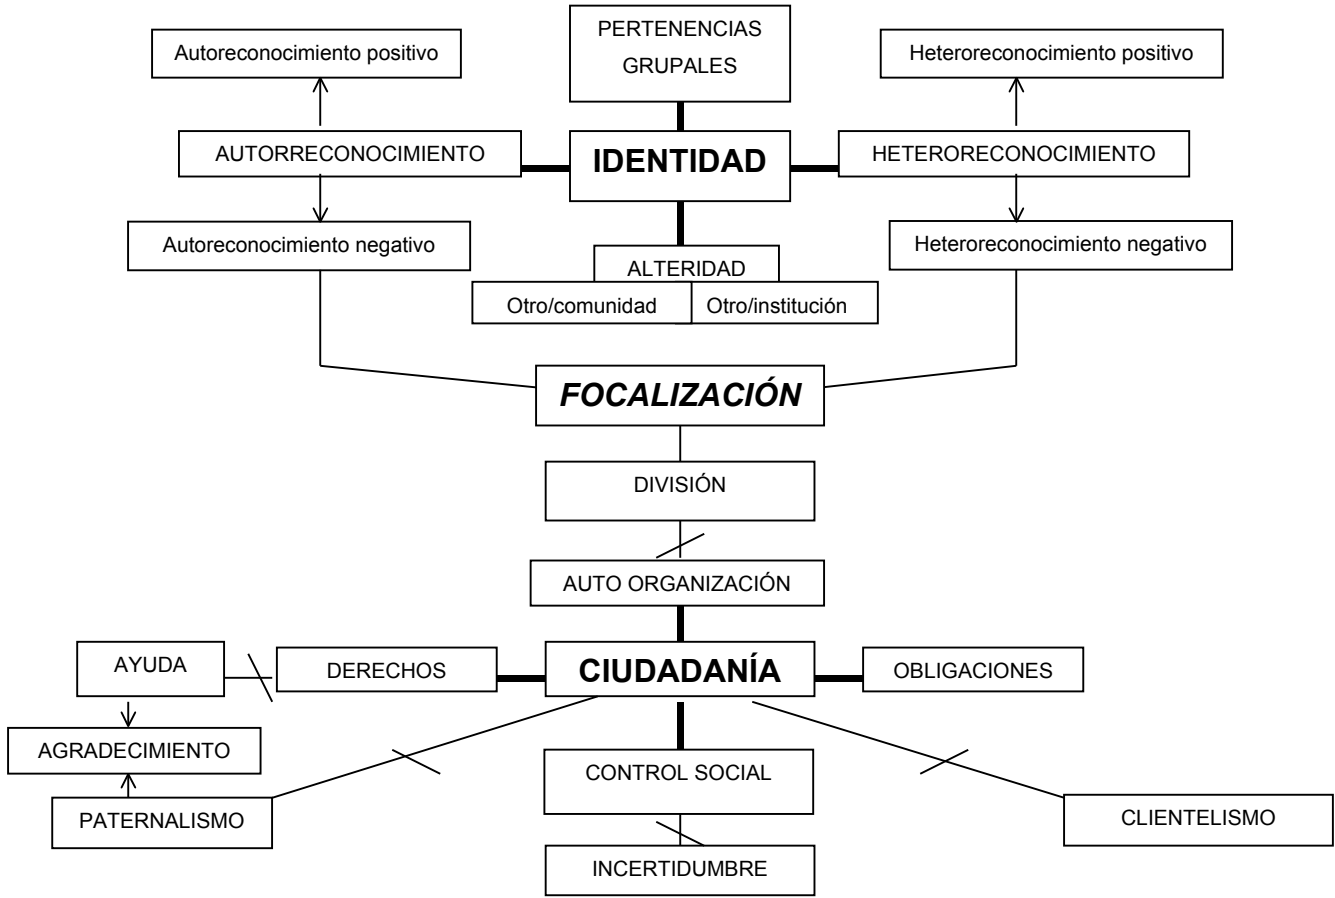 PERTENENCIAS
GRUPALES
Autoreconocimiento positivo
Heteroreconocimiento positivo
AUTORRECONOCIMIENTO
IDENTIDAD
HETERORECONOCIMIENTO
Autoreconocimiento negativo
Heteroreconocimiento negativo
ALTERIDAD
Otro/comunidad
Otro/institución
FOCALIZACIÓN
DIVISIÓN
AUTO ORGANIZACIÓN
AYUDA
DERECHOS
CIUDADANÍA
OBLIGACIONES
AGRADECIMIENTO
CONTROL SOCIAL
PATERNALISMO
CLIENTELISMO
INCERTIDUMBRE